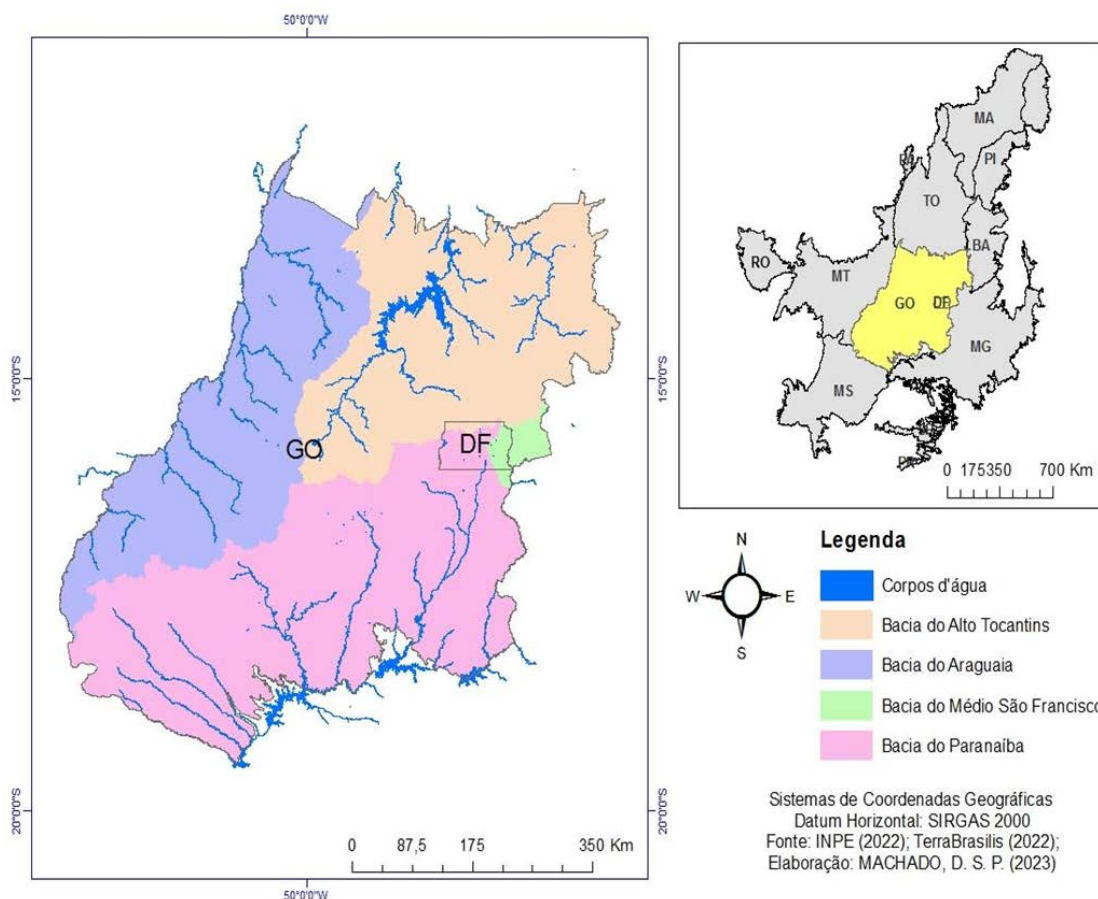 50°0'0"W
15°0'0"S
15°0'0"S
GO
DF
20°0'0"S
20°0'0"S
0 87,5 175 350 Km
50°0'0"W
MA
PI
TO
BA
RO
MT
GO
DF
MG
MS
0 175350 700 Km
N
W E
S
Legenda
Corpos d'água
Bacia do Alto Tocantins
Bacia do Araguaia
Bacia do Médio São Francisco
Bacia do Paranaíba
Sistemas de Coordenadas Geográficas
Datum Horizontal: SIRGAS 2000
Fonte: INPE (2022); TerraBrasilis (2022);
Elaboração: MACHADO, D. S. P. (2023)